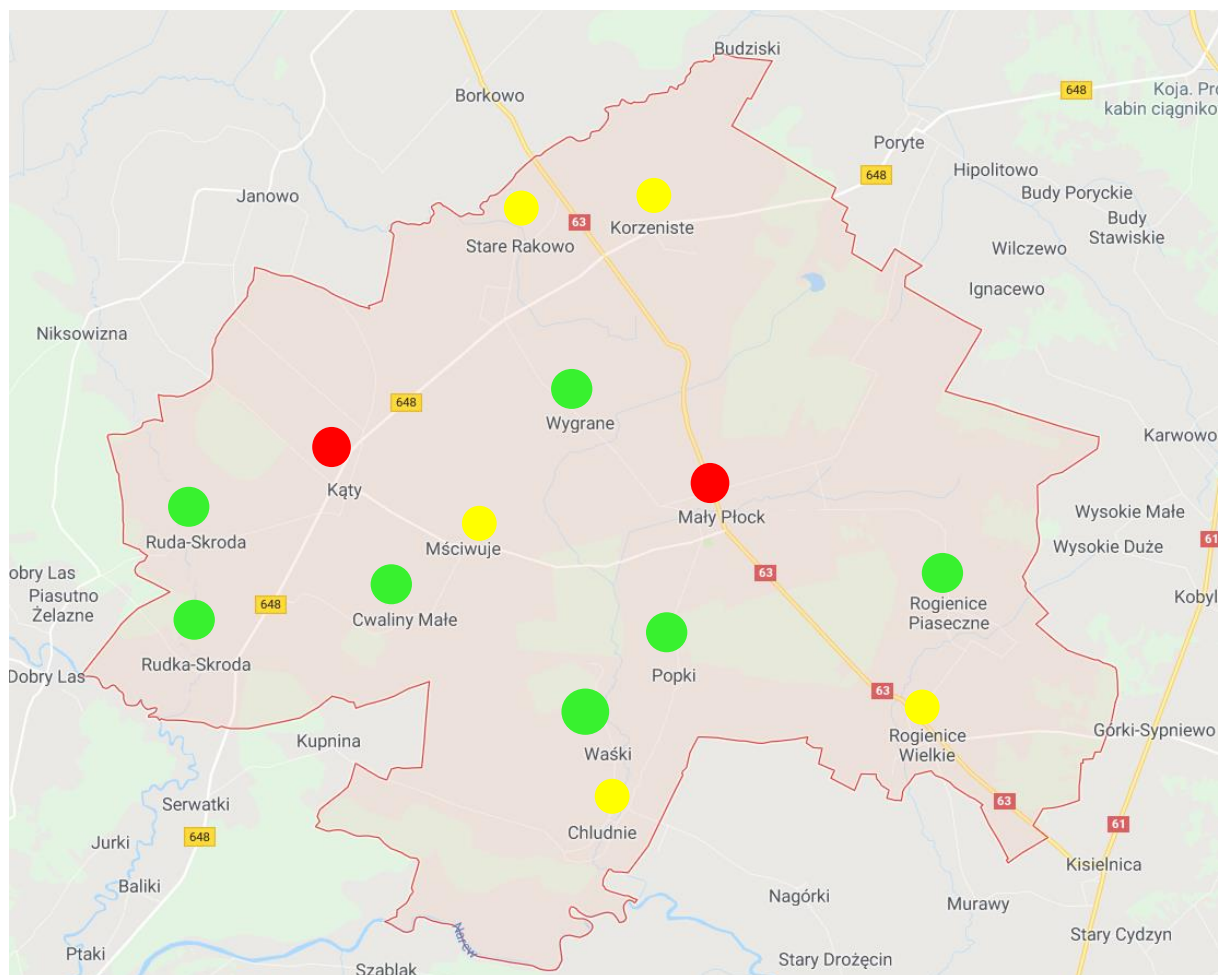 Budziski
Borkowo
648
Koja. Pro
kabin ciągniko
Poryte
Hipolitowo
648
Janowo
Budy Poryckie
Budy
Stawiskie
63
Korzeniste
Stare Rakowo
Wilczewo
Ignacewo
Niksowizna
648
Wygrane
Karwowo
Kąty
Mały Płock
Wysokie Małe
Ruda-Skroda
Mściwuje
61
Wysokie Duże
obry Las
Piasutno
Żelazne
63
Kobyl
648
Cwaliny Małe
Rogienice
Piaseczne
Rudka-Skroda
Dobry Las
Popki
63
Górki-Sypniewo
Kupnina
Rogienice
Wielkie
Waśki
Serwatki
63
61
Chludnie
648
Jurki
Kisielnica
Baliki
Nagórki
Murawy
Narew
Stary Cydzyn
Ptaki
Stary Drożęcin
Szablak